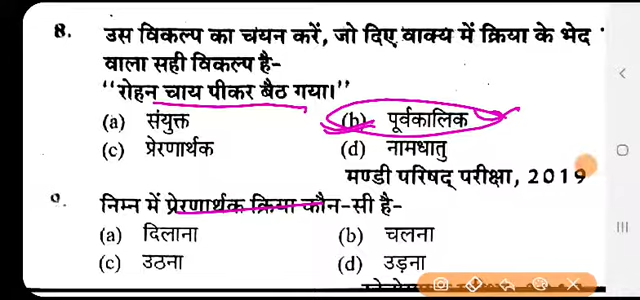 8. उस विकल्प का चयन करें, जो दिए वाक्य में क्रिया के भेद
वाला सही विकल्प है-
“रोहन चाय पीकर बैठ गया।”
(a) संयुक्त (b) पूर्वकालिक
(c) प्रेरणार्थक (d) नामधातु
मण्डी परिषद् परीक्षा, 2019
9. निम्न में प्रेरणार्थक क्रिया कौन-सी है-
(a) दिलाना (b) चलना
(c) उठना (d) उड़ना